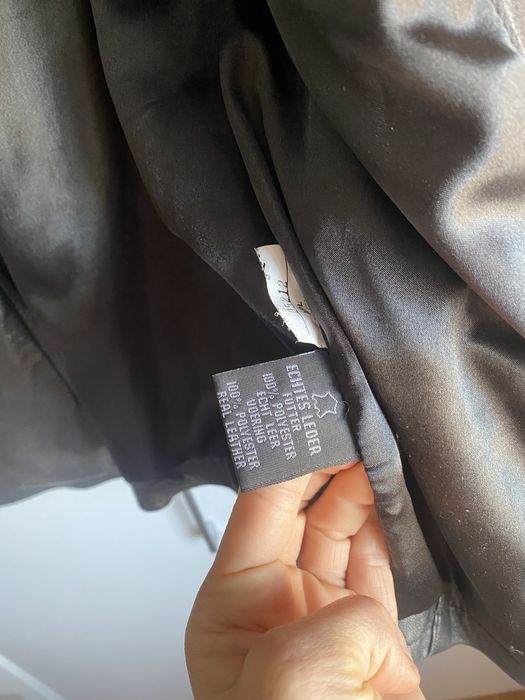 ECHTES LEDER
FUTTER
100% POLYESTER
ECHT LEER
VOERING
100% POLYESTER
REAL LEATHER